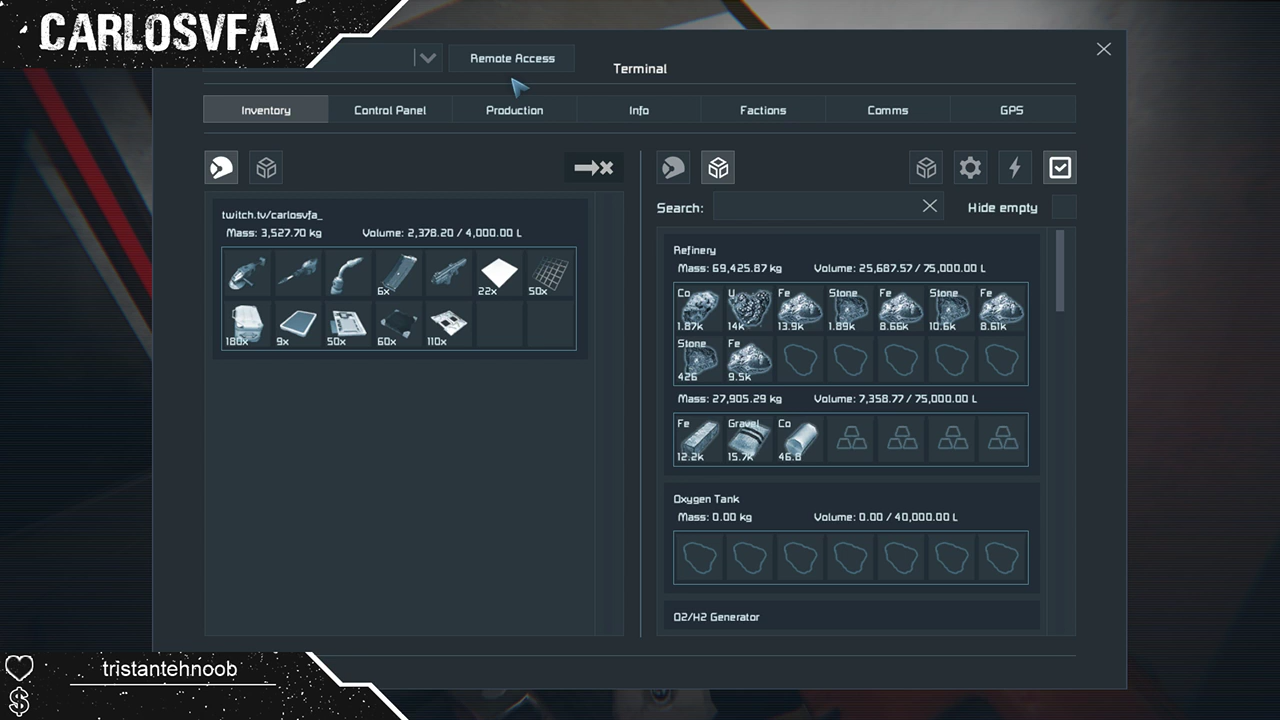 CARLOSVFA
Remote Access
Terminal
Inventory Control Panel Production Info Factions Comms GPS
twitch.tv/carlosvfa_
Mass: 3,527.70 kg Volume: 2,378.20 / 4,000.00 L
6x 22x 50x
180x 9x 50x 60x 110x
Search: Hide empty
Refinery
Mass: 69,425.87 kg Volume: 25,687.57 / 75,000.00 L
Co U Fe Stone Fe Stone Fe
1.87k 14k 13.9k 1.89k 8.66k 10.6k 8.61k
Stone Fe
426 9.5k
Mass: 27,905.29 kg Volume: 7,358.77 / 75,000.00 L
Fe Gravel Co
12.2k 15.7k 46.8
Oxygen Tank
Mass: 0.00 kg Volume: 0.00 / 40,000.00 L
O2/H2 Generator
tristantehnoob
$